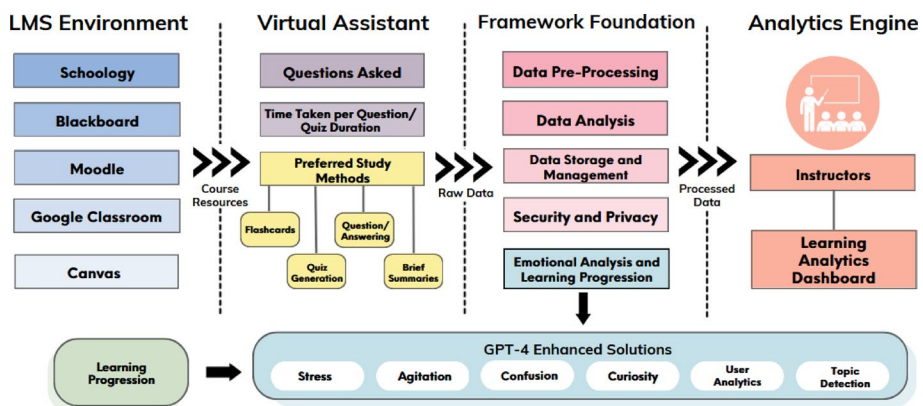 LMS Environment
Schoology
Blackboard
Moodle
Google Classroom
Canvas
Course
Resources
Virtual Assistant
Questions Asked
Time Taken per Question/
Quiz Duration
Preferred Study
Methods
Flashcards
Question/
Answering
Quiz
Generation
Brief
Summaries
Raw Data
Framework Foundation
Data Pre-Processing
Data Analysis
Data Storage and
Management
Security and Privacy
Emotional Analysis and
Learning Progression
Processed
Data
Analytics Engine
Instructors
Learning
Analytics
Dashboard
Learning
Progression
GPT-4 Enhanced Solutions
Stress
Agitation
Confusion
Curiosity
User
Analytics
Topic
Detection